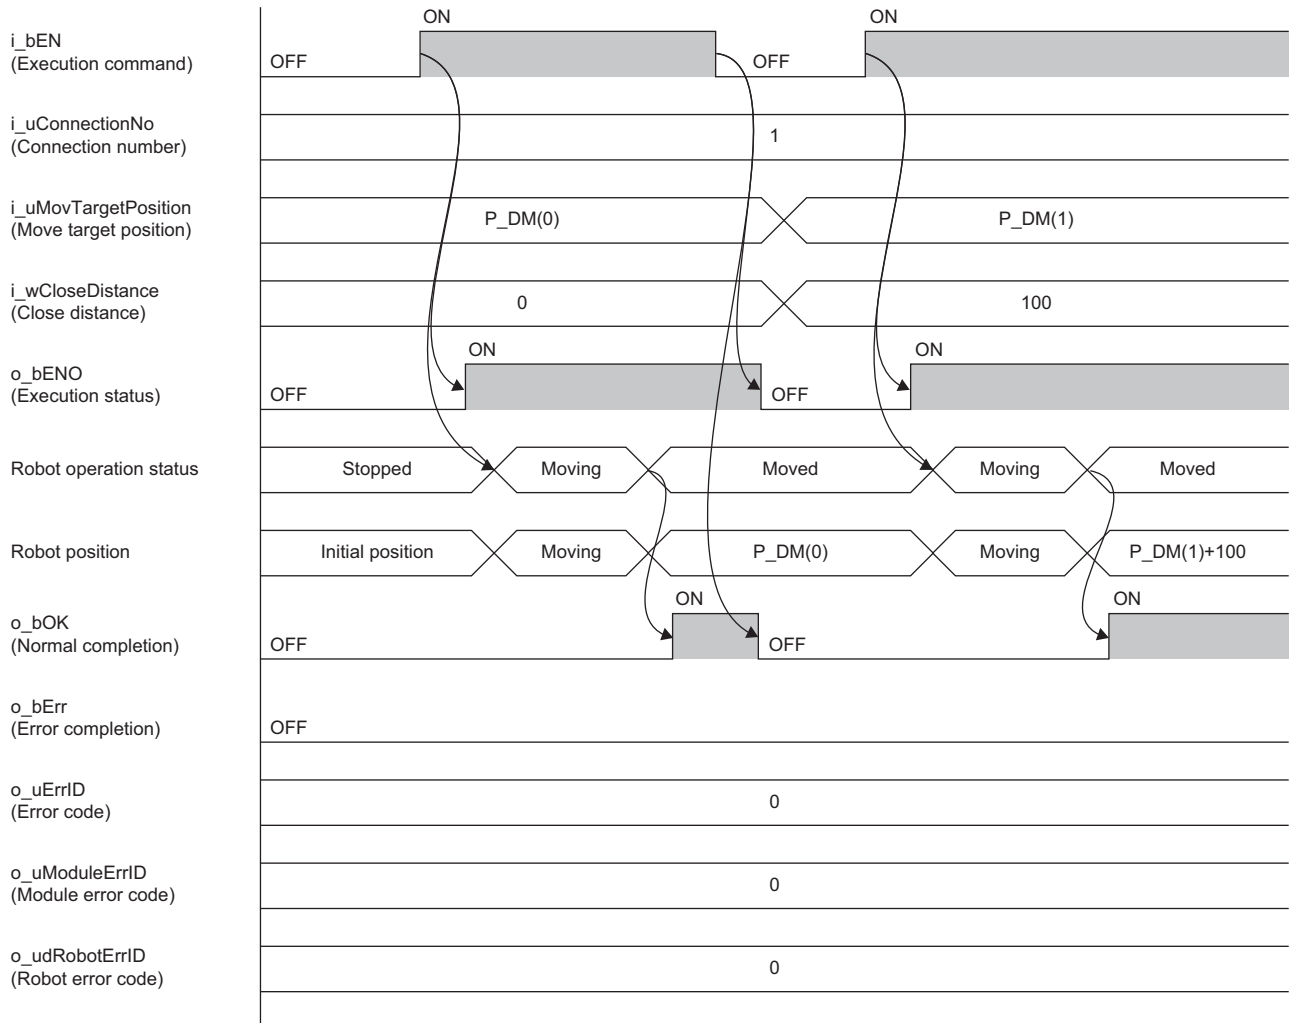 ON
ON
i_bEN
(Execution command)
OFF
OFF
i_uConnectionNo
(Connection number)
1
i_uMovTargetPosition
(Move target position)
P_DM(0)
P_DM(1)
i_wCloseDistance
(Close distance)
0
100
ON
ON
o_bENO
(Execution status)
OFF
OFF
Robot operation status
Stopped
Moving
Moved
Moving
Moved
Robot position
Initial position
Moving
P_DM(0)
Moving
P_DM(1)+100
ON
ON
o_bOK
(Normal completion)
OFF
OFF
o_bErr
(Error completion)
OFF
o_uErrID
(Error code)
0
o_uModuleErrID
(Module error code)
0
o_udRobotErrID
(Robot error code)
0